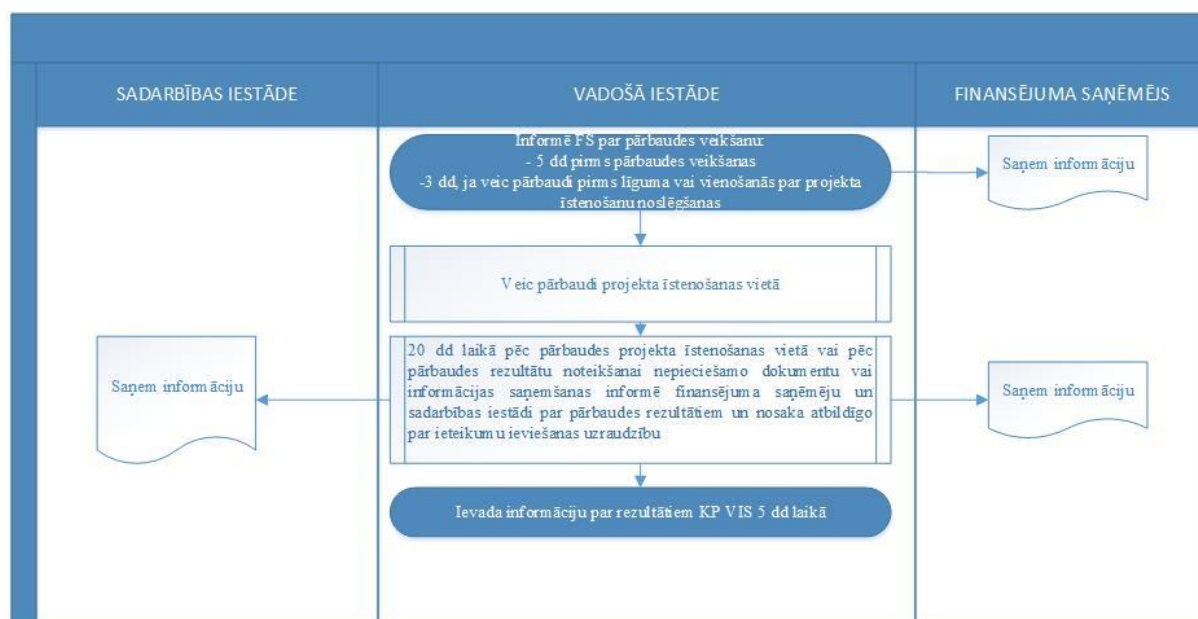 SADARBĪBAS IESTĀDE
VADOŠĀ IESTĀDE
FINANSĒJUMA SAŅĒMĒJS
Informē FS par pārbaudes veikšanu:
- 5 dd pirms pārbaudes veikšanas
-3 dd, ja veic pārbaudi pirms līguma vai vienošanās par projekta
īstenošanu noslēgšanas
Saņem informāciju
Veic pārbaudi projekta īstenošanas vietā
Saņem informāciju
20 dd laikā pēc pārbaudes projekta īstenošanas vietā vai pēc
pārbaudes rezultātu noteikšanai nepieciešamo dokumentu vai
informācijas saņemšanas informē finansējuma saņēmēju un
sadarbības iestādi par pārbaudes rezultātiem un nosaka atbildīgo
par ieteikumu ieviešanas uzraudzību
Saņem informāciju
Ievada informāciju par rezultātiem KP VIS 5 dd laikā